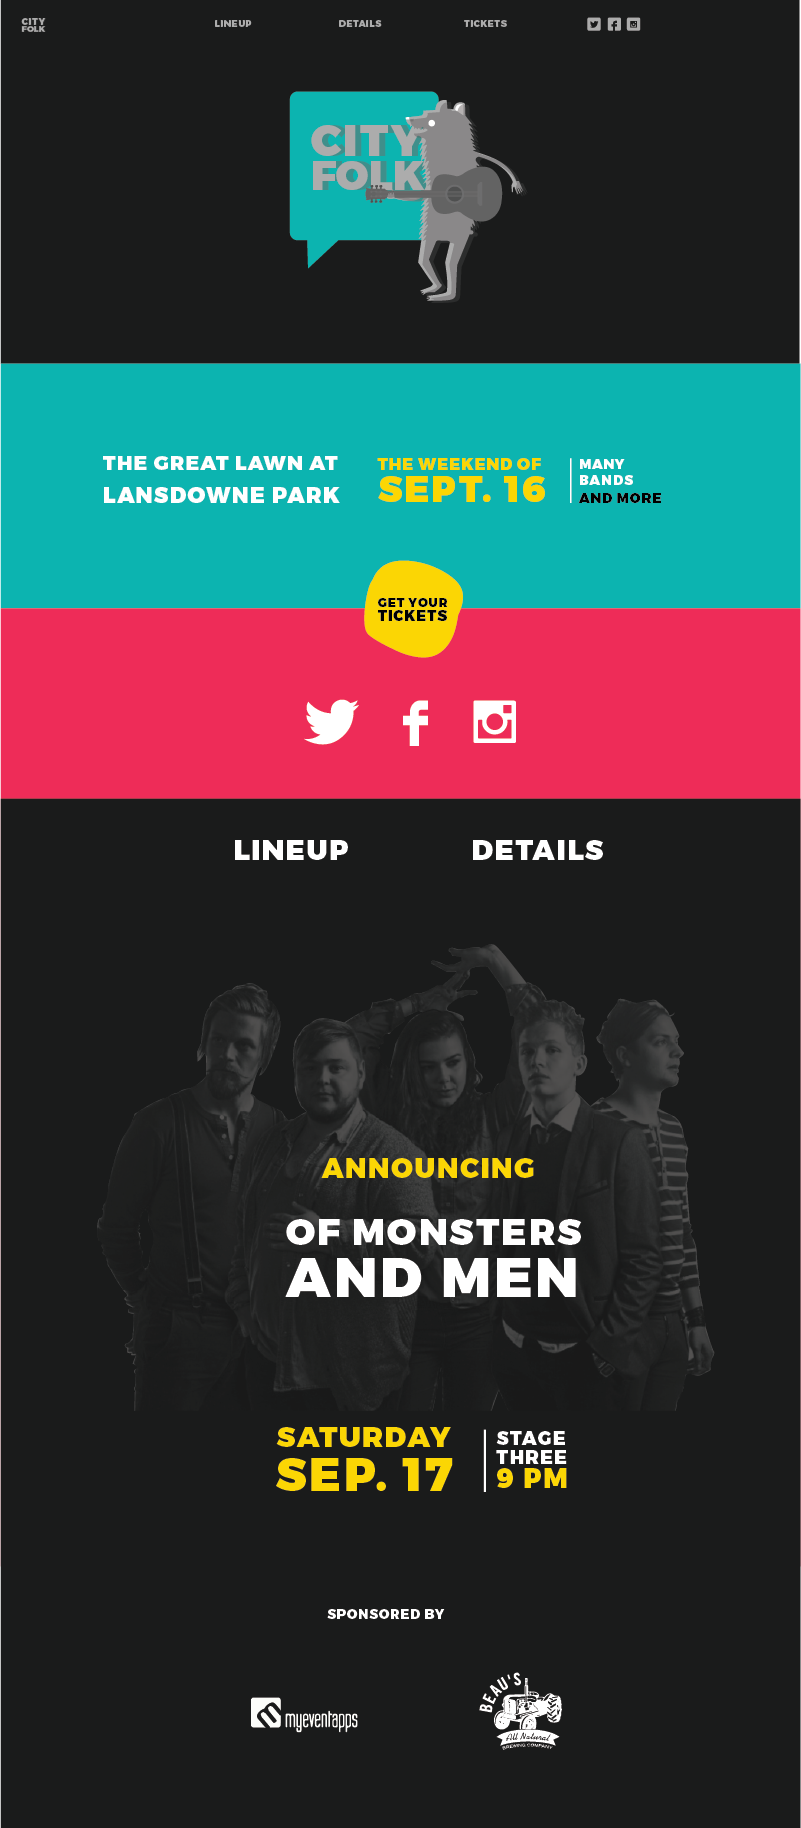 CITY
FOLK
LINEUP
DETAILS
TICKETS
CITY
FOLK
THE GREAT LAWN AT
LANSDOWNE PARK
THE WEEKEND OF
SEPT. 16
MANY
BANDS
AND MORE
GET YOUR
TICKETS
LINEUP
DETAILS
ANNOUNCING
OF MONSTERS
AND MEN
SATURDAY
SEP. 17
STAGE
THREE
9 PM
SPONSORED BY
myeventapps
BEAU'S
All Natural
BREWING COMPANY